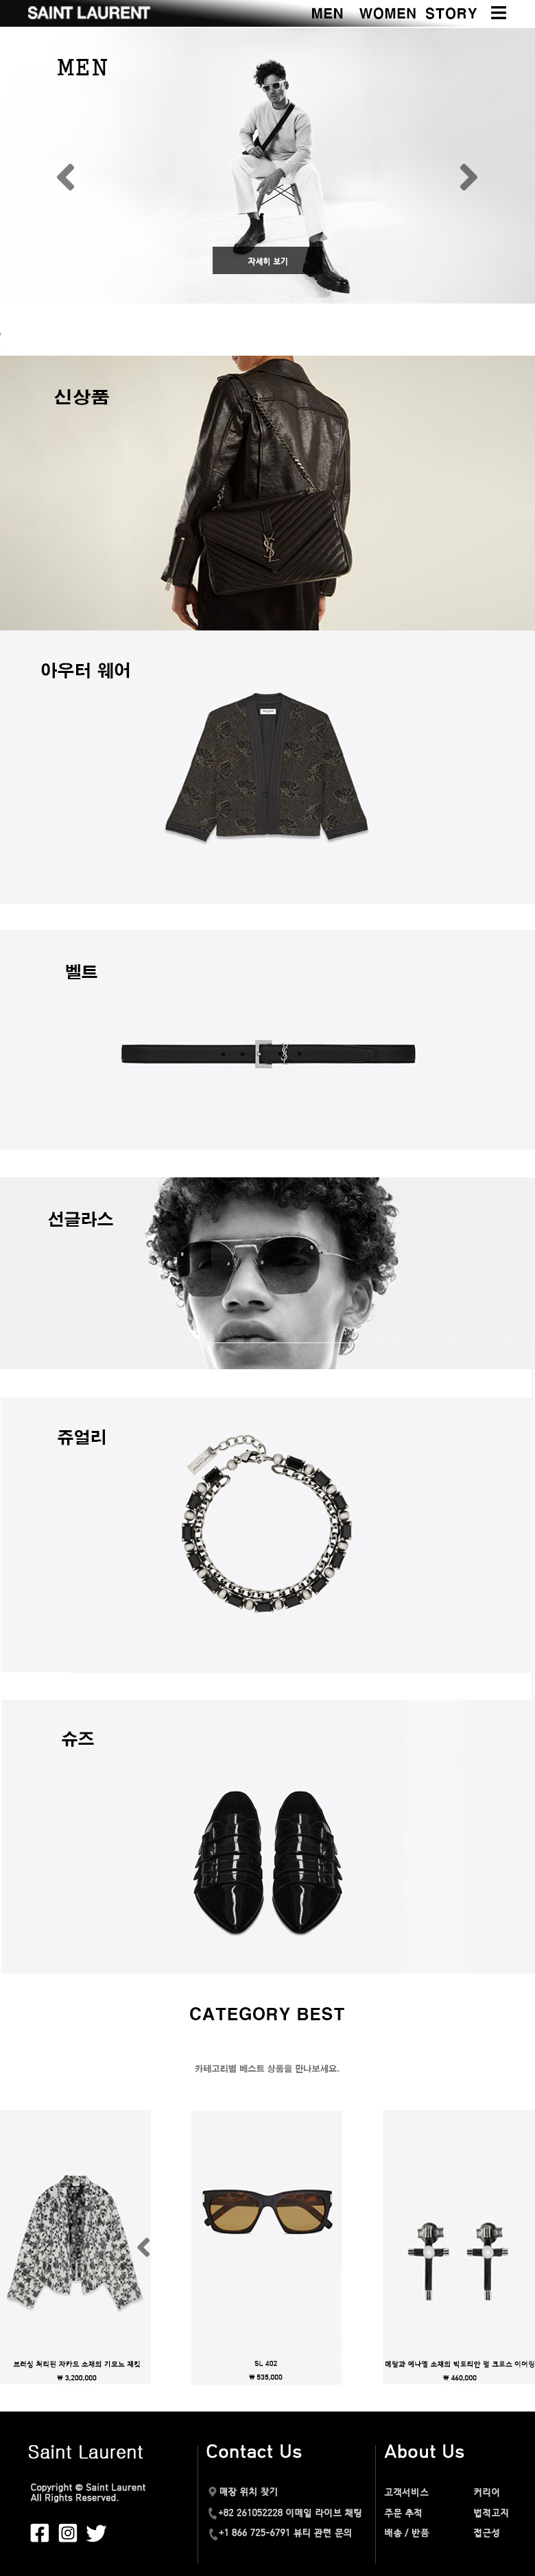 SAINT LAURENT
MEN WOMEN STORY
MEN
자세히 보기
신상품
아우터 웨어
벨트
선글라스
쥬얼리
슈즈
CATEGORY BEST
카테고리별 베스트 상품을 만나보세요.
브러싱 처리된 자카드 소재의 기모노 재킷
₩ 3,200,000
SL 402
₩ 535,000
메탈과 에나멜 소재의 빅토리안 펄 크로스 이어링
₩ 460,000
Saint Laurent
Copyright © Saint Laurent
All Rights Reserved.
Contact Us
매장 위치 찾기
+82 261052228 이메일 라이브 채팅
+1 866 725-6791 뷰티 관련 문의
About Us
고객서비스 커리어
주문 추적 법적고지
배송 / 반품 접근성